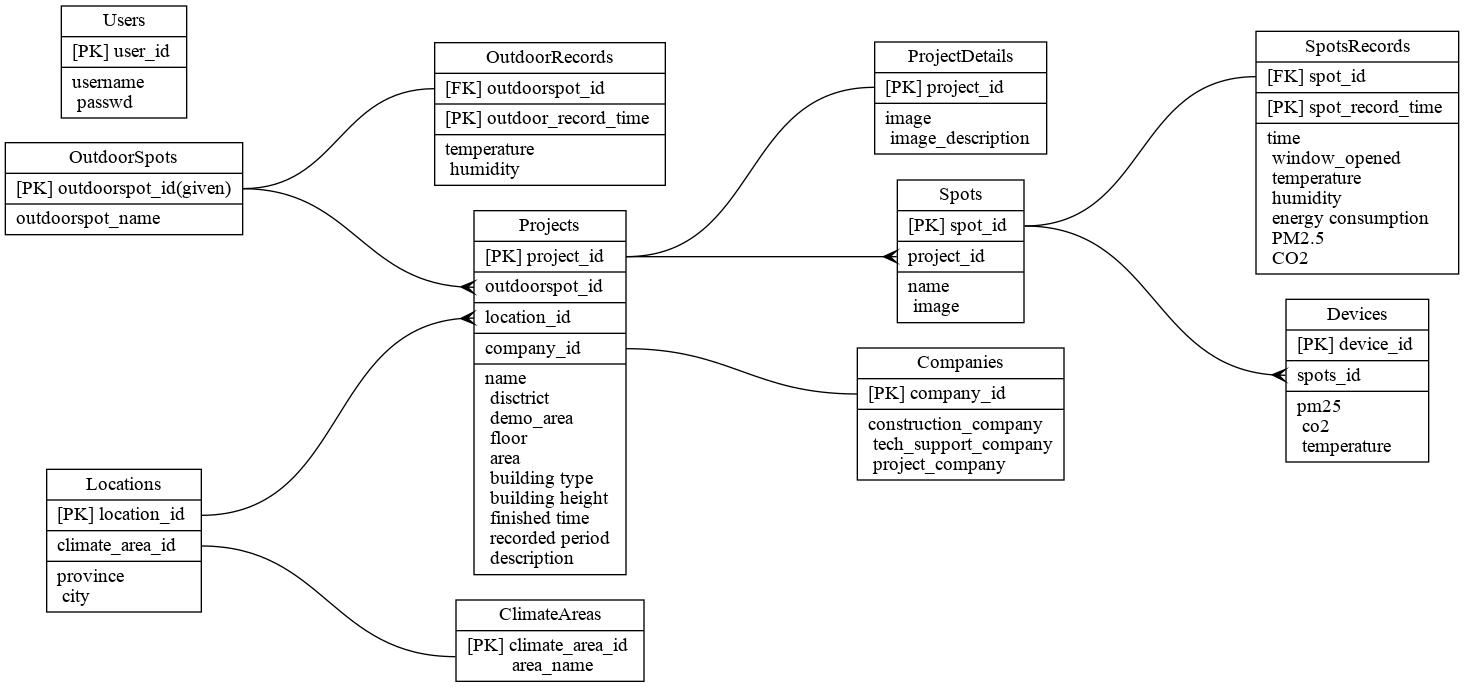 Users
[PK] user_id
username
passwd
OutdoorSpots
[PK] outdoorspot_id(given)
outdoorspot_name
Locations
[PK] location_id
climate_area_id
province
city
OutdoorRecords
[FK] outdoorspot_id
[PK] outdoor_record_time
temperature
humidity
Projects
[PK] project_id
outdoorspot_id
location_id
company_id
name
disctrict
demo_area
floor
area
building type
building height
finished time
recorded period
description
ClimateAreas
[PK] climate_area_id
area_name
ProjectDetails
[PK] project_id
image
image_description
Spots
[PK] spot_id
project_id
name
image
Companies
[PK] company_id
construction_company
tech_support_company
project_company
SpotsRecords
[FK] spot_id
[PK] spot_record_time
time
window_opened
temperature
humidity
energy consumption
PM2.5
CO2
Devices
[PK] device_id
spots_id
pm25
co2
temperature